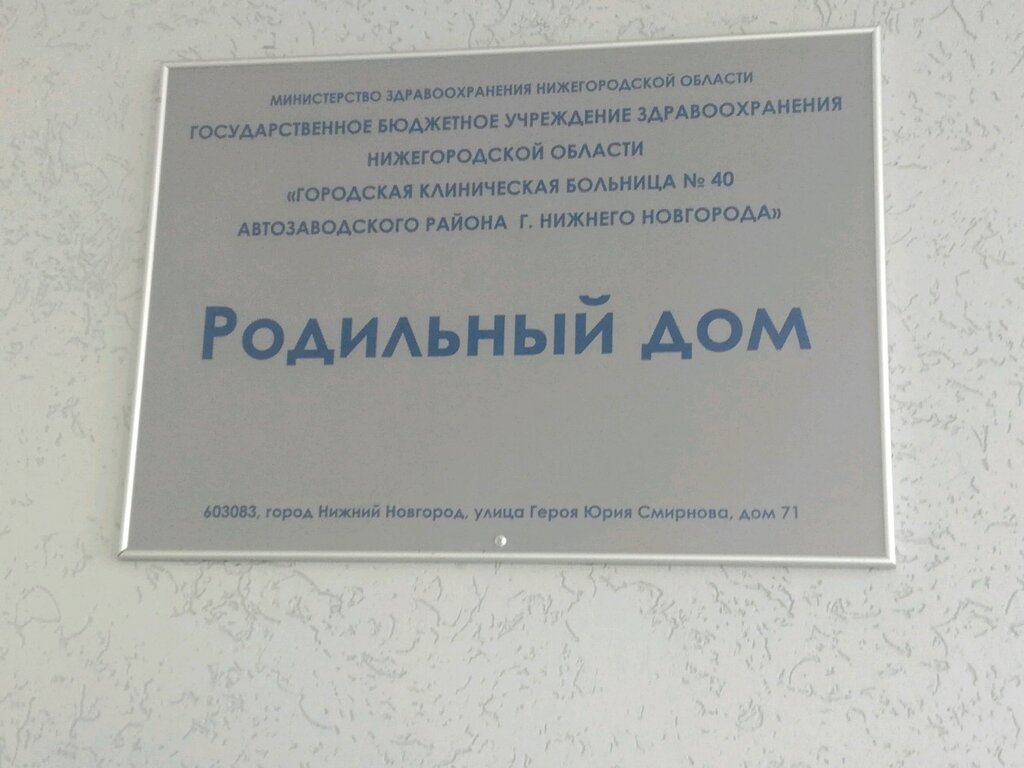 МИНИСТЕРСТВО ЗДРАВООХРАНЕНИЯ НИЖЕГОРОДСКОЙ ОБЛАСТИ
ГОСУДАРСТВЕННОЕ БЮДЖЕТНОЕ УЧРЕЖДЕНИЕ ЗДРАВООХРАНЕНИЯ
НИЖЕГОРОДСКОЙ ОБЛАСТИ
«ГОРОДСКАЯ КЛИНИЧЕСКАЯ БОЛЬНИЦА № 40
АВТОЗАВОДСКОГО РАЙОНА Г. НИЖНЕГО НОВГОРОДА»
Родильный дом
603083, город Нижний Новгород, улица Героя Юрия Смирнова, дом 71